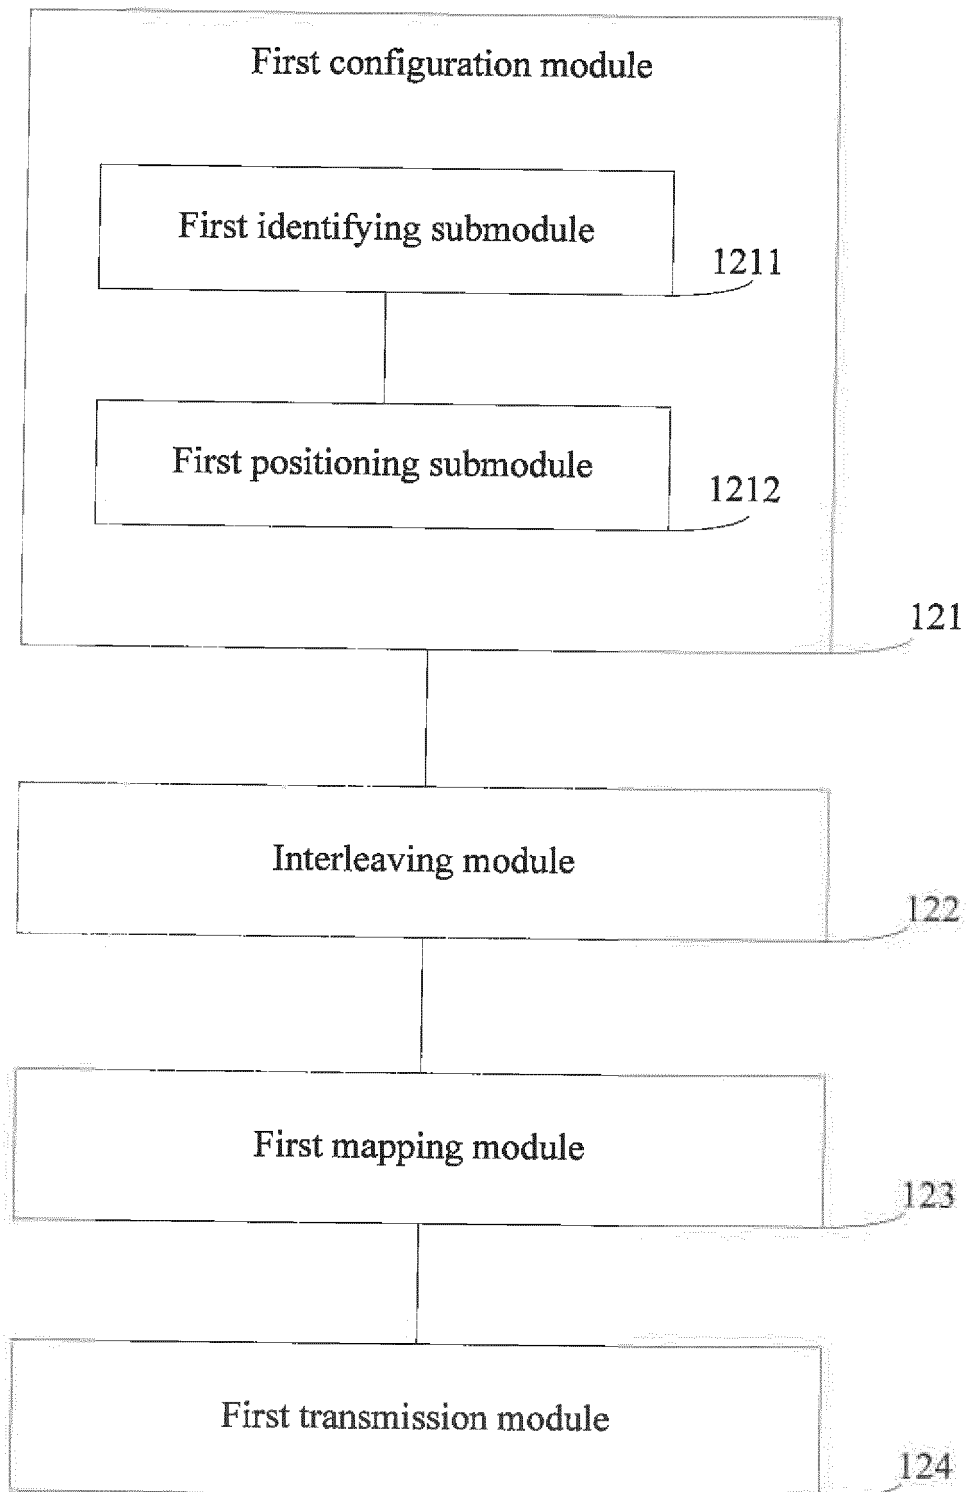 First configuration module
First identifying submodule
1211
First positioning submodule
1212
121
Interleaving module
122
First mapping module
123
First transmission module
124